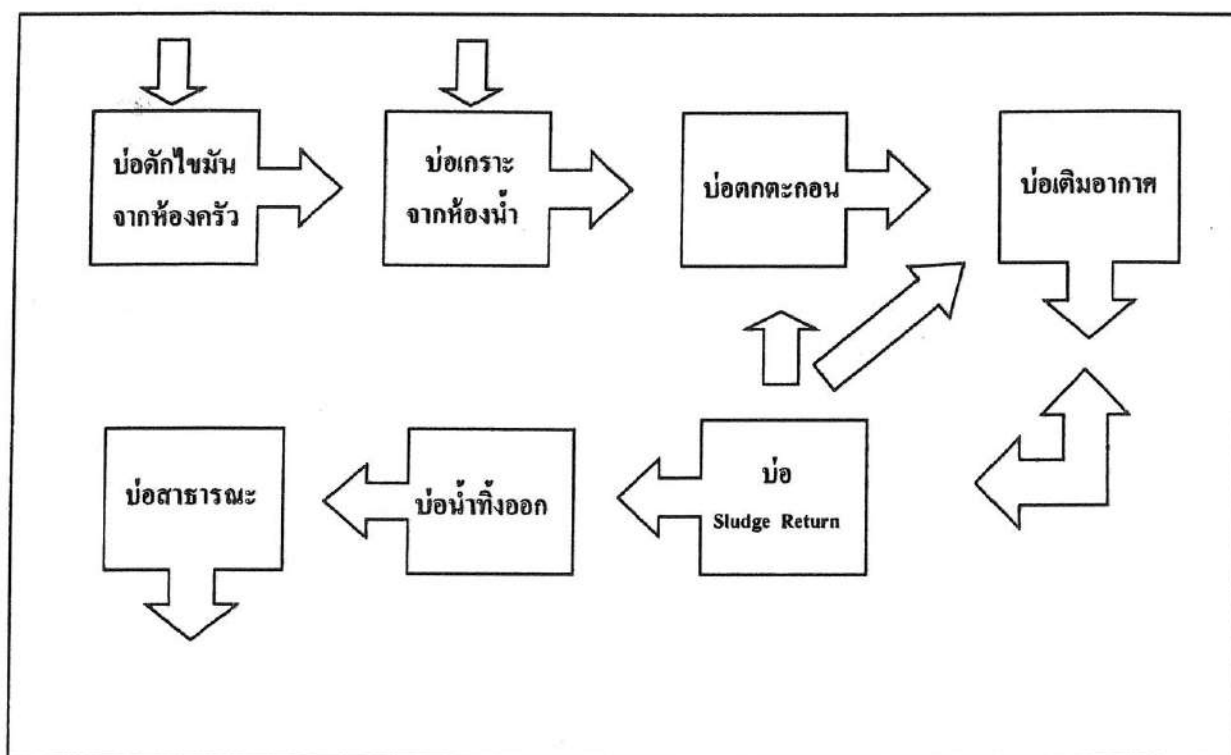 บ่อดักไขมัน
จากห้องครัว
บ่อเกราะ
จากห้องน้ำ
บ่อตกตะกอน
บ่อเติมอากาศ
บ่อสาธารณะ
บ่อน้ำทิ้งออก
บ่อ
Sludge Return